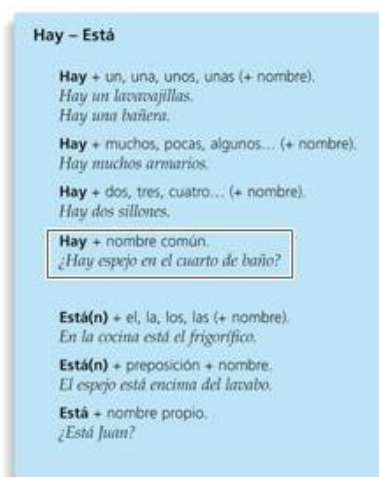 Hay – Está
Hay + un, una, unos, unas (+ nombre).
Hay un lavavajillas.
Hay una bañera.
Hay + muchos, pocas, algunos... (+ nombre).
Hay muchos armarios.
Hay + dos, tres, cuatro... (+ nombre).
Hay dos sillones.
Hay + nombre común.
¿Hay espejo en el cuarto de baño?
Está(n) + el, la, los, las (+ nombre).
En la cocina está el frigorífico.
Está(n) + preposición + nombre.
El espejo está encima del lavabo.
Está + nombre propio.
¿Está Juan?